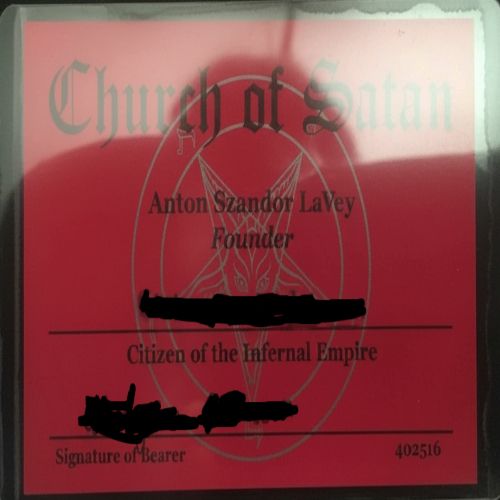 Church of Satan
Anton Szandor LaVey
Founder
Citizen of the Infernal Empire
Signature of Bearer
402516